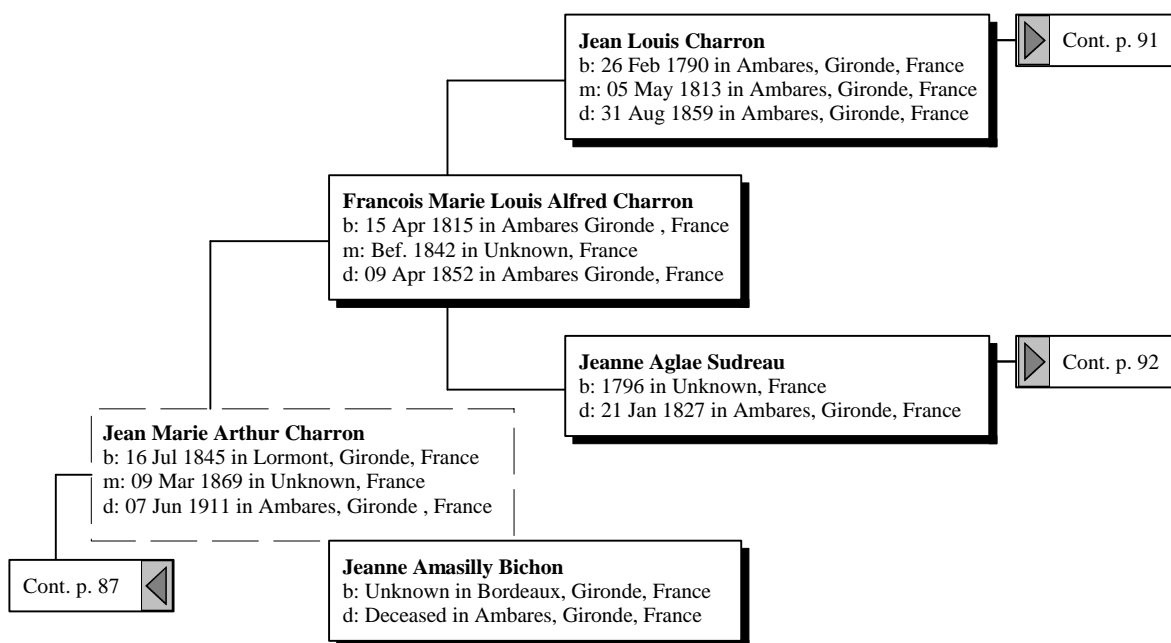 Jean Louis Charron
b: 26 Feb 1790 in Ambares, Gironde, France
m: 05 May 1813 in Ambares, Gironde, France
d: 31 Aug 1859 in Ambares, Gironde, France
Cont. p. 91
Francois Marie Louis Alfred Charron
b: 15 Apr 1815 in Ambares Gironde , France
m: Bef. 1842 in Unknown, France
d: 09 Apr 1852 in Ambares Gironde, France
Jeanne Aglae Sudreau
b: 1796 in Unknown, France
d: 21 Jan 1827 in Ambares, Gironde, France
Cont. p. 92
Jean Marie Arthur Charron
b: 16 Jul 1845 in Lormont, Gironde, France
m: 09 Mar 1869 in Unknown, France
d: 07 Jun 1911 in Ambares, Gironde , France
Cont. p. 87
Jeanne Amasilly Bichon
b: Unknown in Bordeaux, Gironde, France
d: Deceased in Ambares, Gironde, France